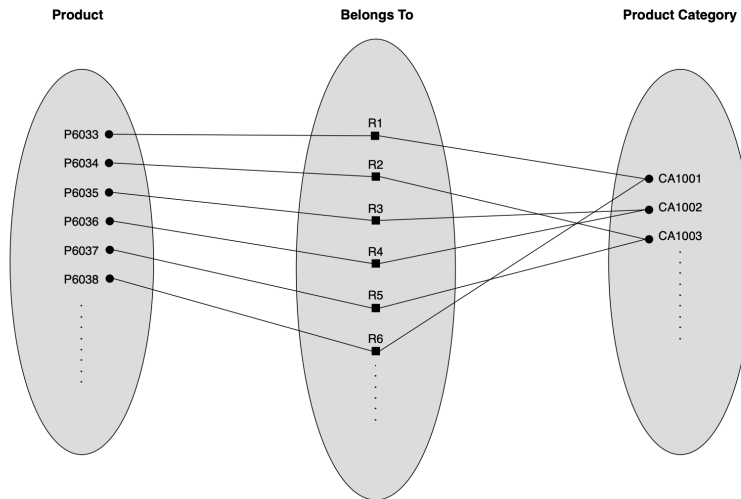 Product
Belongs To
Product Category
P6033
P6034
P6035
P6036
P6037
P6038
R1
R2
R3
R4
R5
R6
CA1001
CA1002
CA1003